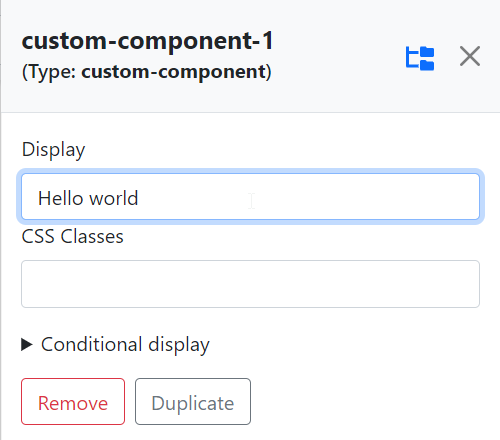 custom-component-1
(Type: custom-component)
Display
Hello world
CSS Classes
Conditional display
Remove Duplicate